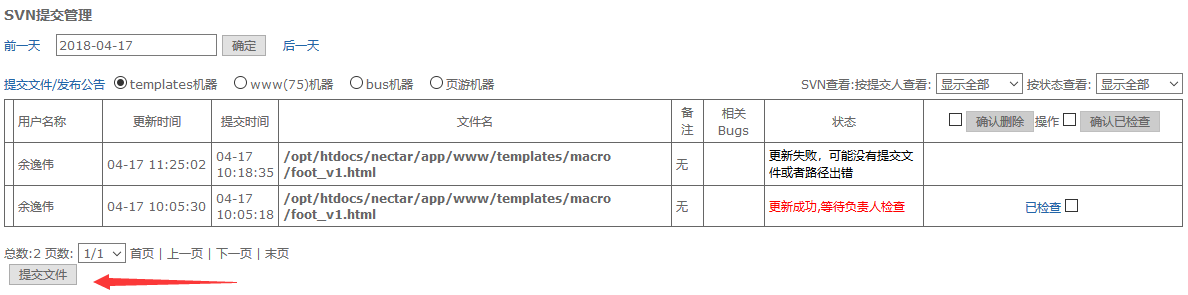 SVN提交管理
前一天 2018-04-17 确定 后一天
提交文件/发布公告 templates机器 www(75)机器 bus机器 页游机器 SVN查看:按提交人查看: 显示全部 按状态查看: 显示全部
用户名称 更新时间 提交时间 文件名 备注 相关Bugs 状态 确认删除 操作 确认已检查
余逸伟 04-17 11:25:02 04-17 10:18:35 /opt/htdocs/nectar/app/www/templates/macro/foot_v1.html 无 更新失败，可能没有提交文件或者路径出错
余逸伟 04-17 10:05:30 04-17 10:05:18 /opt/htdocs/nectar/app/www/templates/macro/foot_v1.html 无 更新成功,等待负责人检查 已检查
总数:2 页数: 1/1 首页 | 上一页 | 下一页 | 末页
提交文件